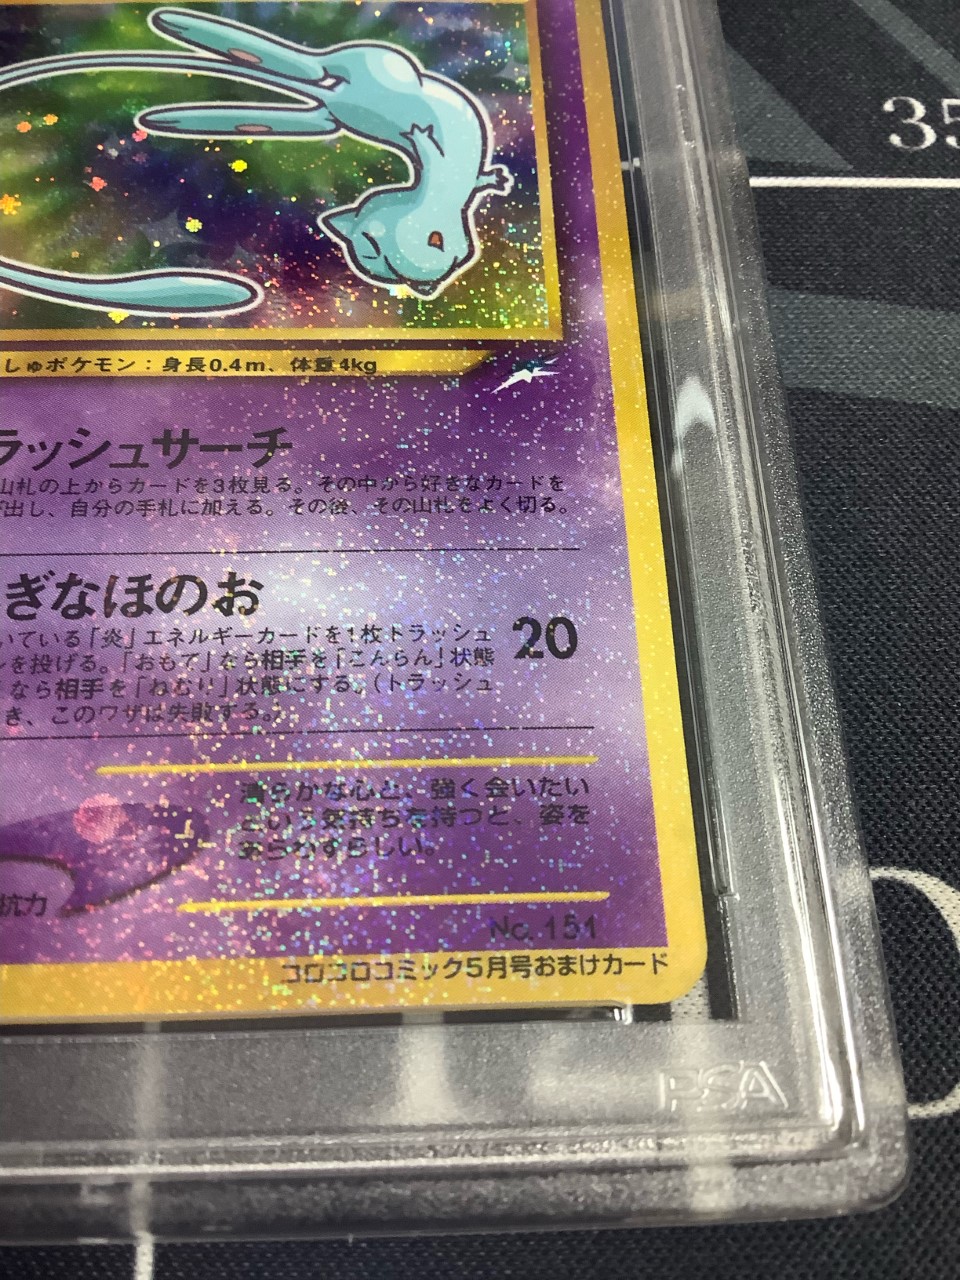 35
しゅポケモン：身長0.4m、体重4kg
ラッシュサーチ
山札の上からカードを3枚見る。その中から好きなカードを
出し、自分の手札に加える。その後、その山札をよく切る。
ぎなほのお
20
いている「炎」エネルギーカードを1枚トラッシュ
を投げる。「おもて」なら相手を「こんらん」状態
なら相手を「ねむり」状態にする。（トラッシュ
き、このワザは失敗する。）
清らかな心と、強く会いたい
という気持ちを持つと、姿を
あらわすらしい。
抗力
No. 151
コロコロコミック5月号おまけカード
PSA